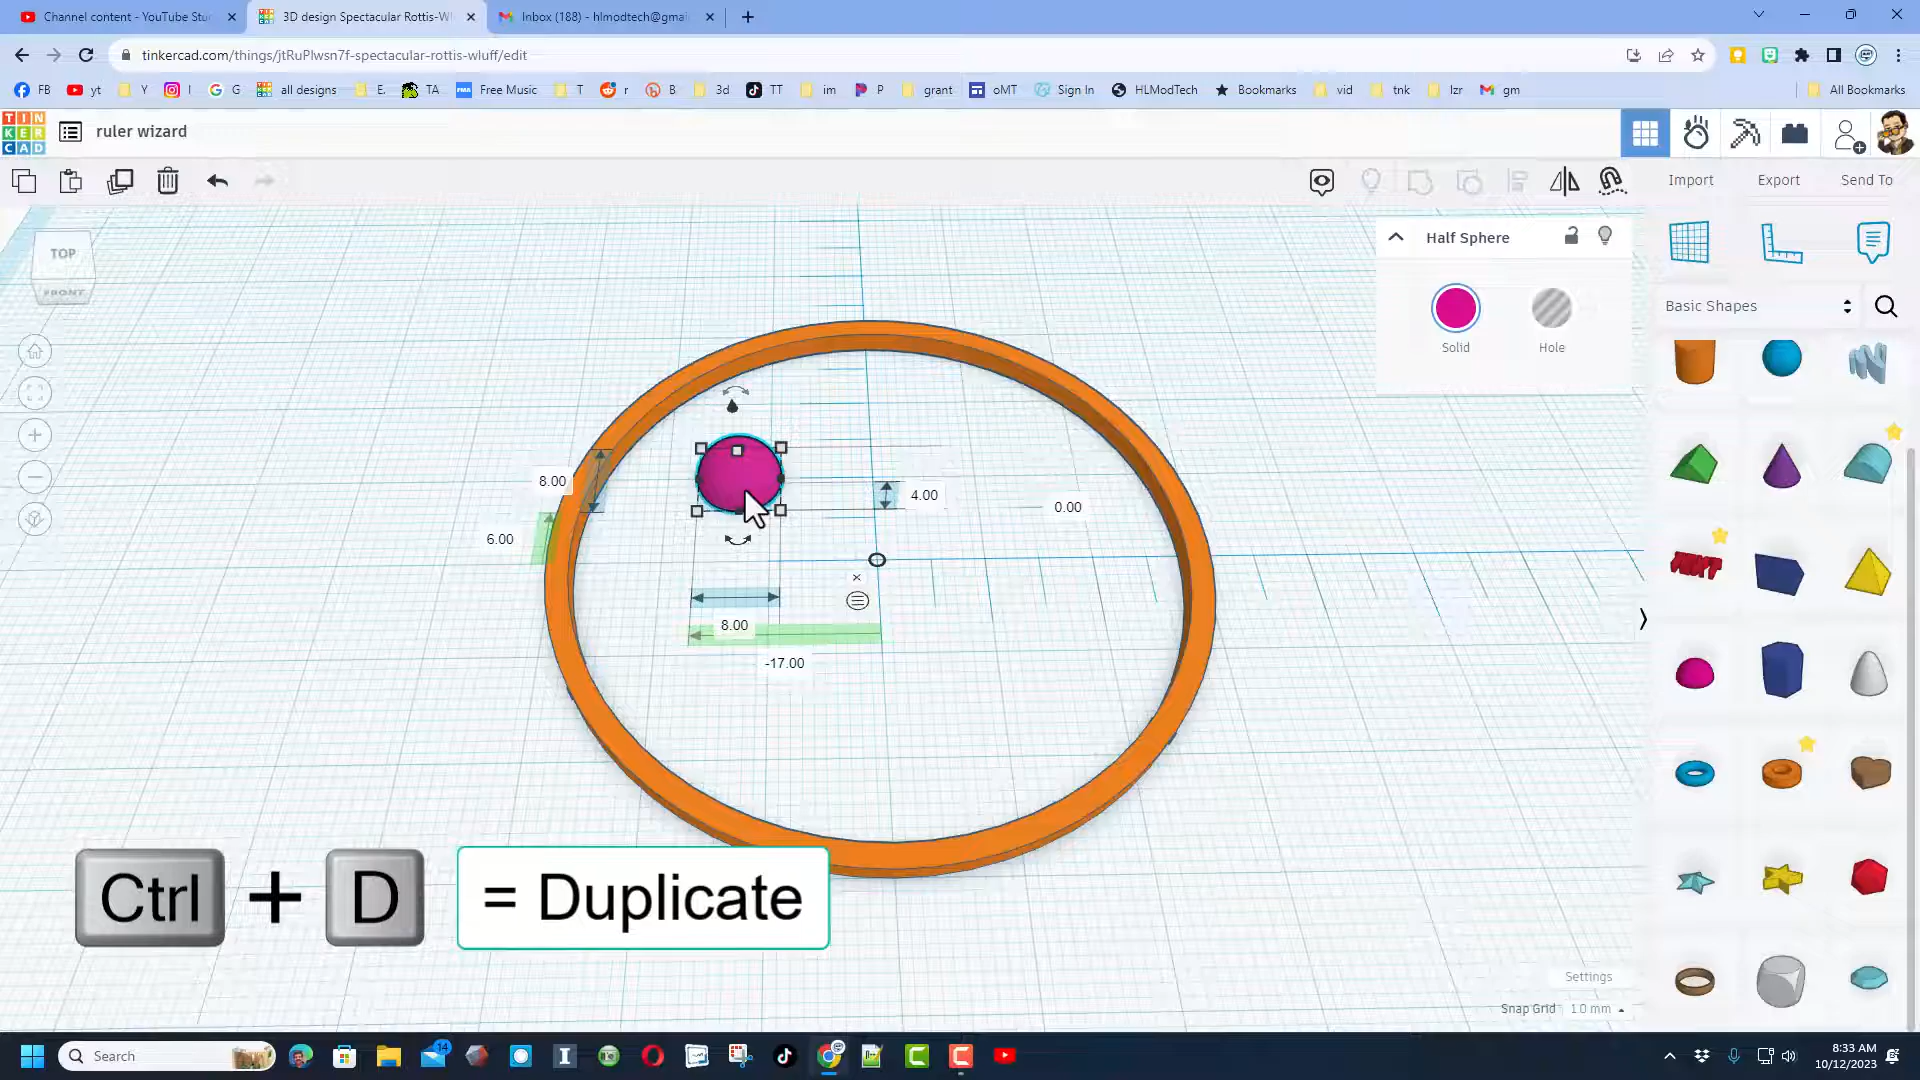 Channel content - YouTube Stu
3D design Spectacular Rottis-Wl
Inbox (188) - hlmodtech@gmai
tinkercad.com/things/jtRuPlwsn7f-spectacular-rottis-wluff/edit
FB
yt
Y
I
G
all designs
E.
TA
Free Music
T
r
B
3d
TT
im
P
grant
oMT
Sign In
HLModTech
Bookmarks
vid
tnk
lzr
gm
All Bookmarks
TIN
KER
CAD
ruler wizard
Import
Export
Send To
TOP
FRONT
Half Sphere
Solid
Hole
Basic Shapes
8.00
4.00
0.00
6.00
8.00
-17.00
Ctrl + D = Duplicate
Settings
Snap Grid 1.0 mm
Search
14
8:33 AM
10/12/2023